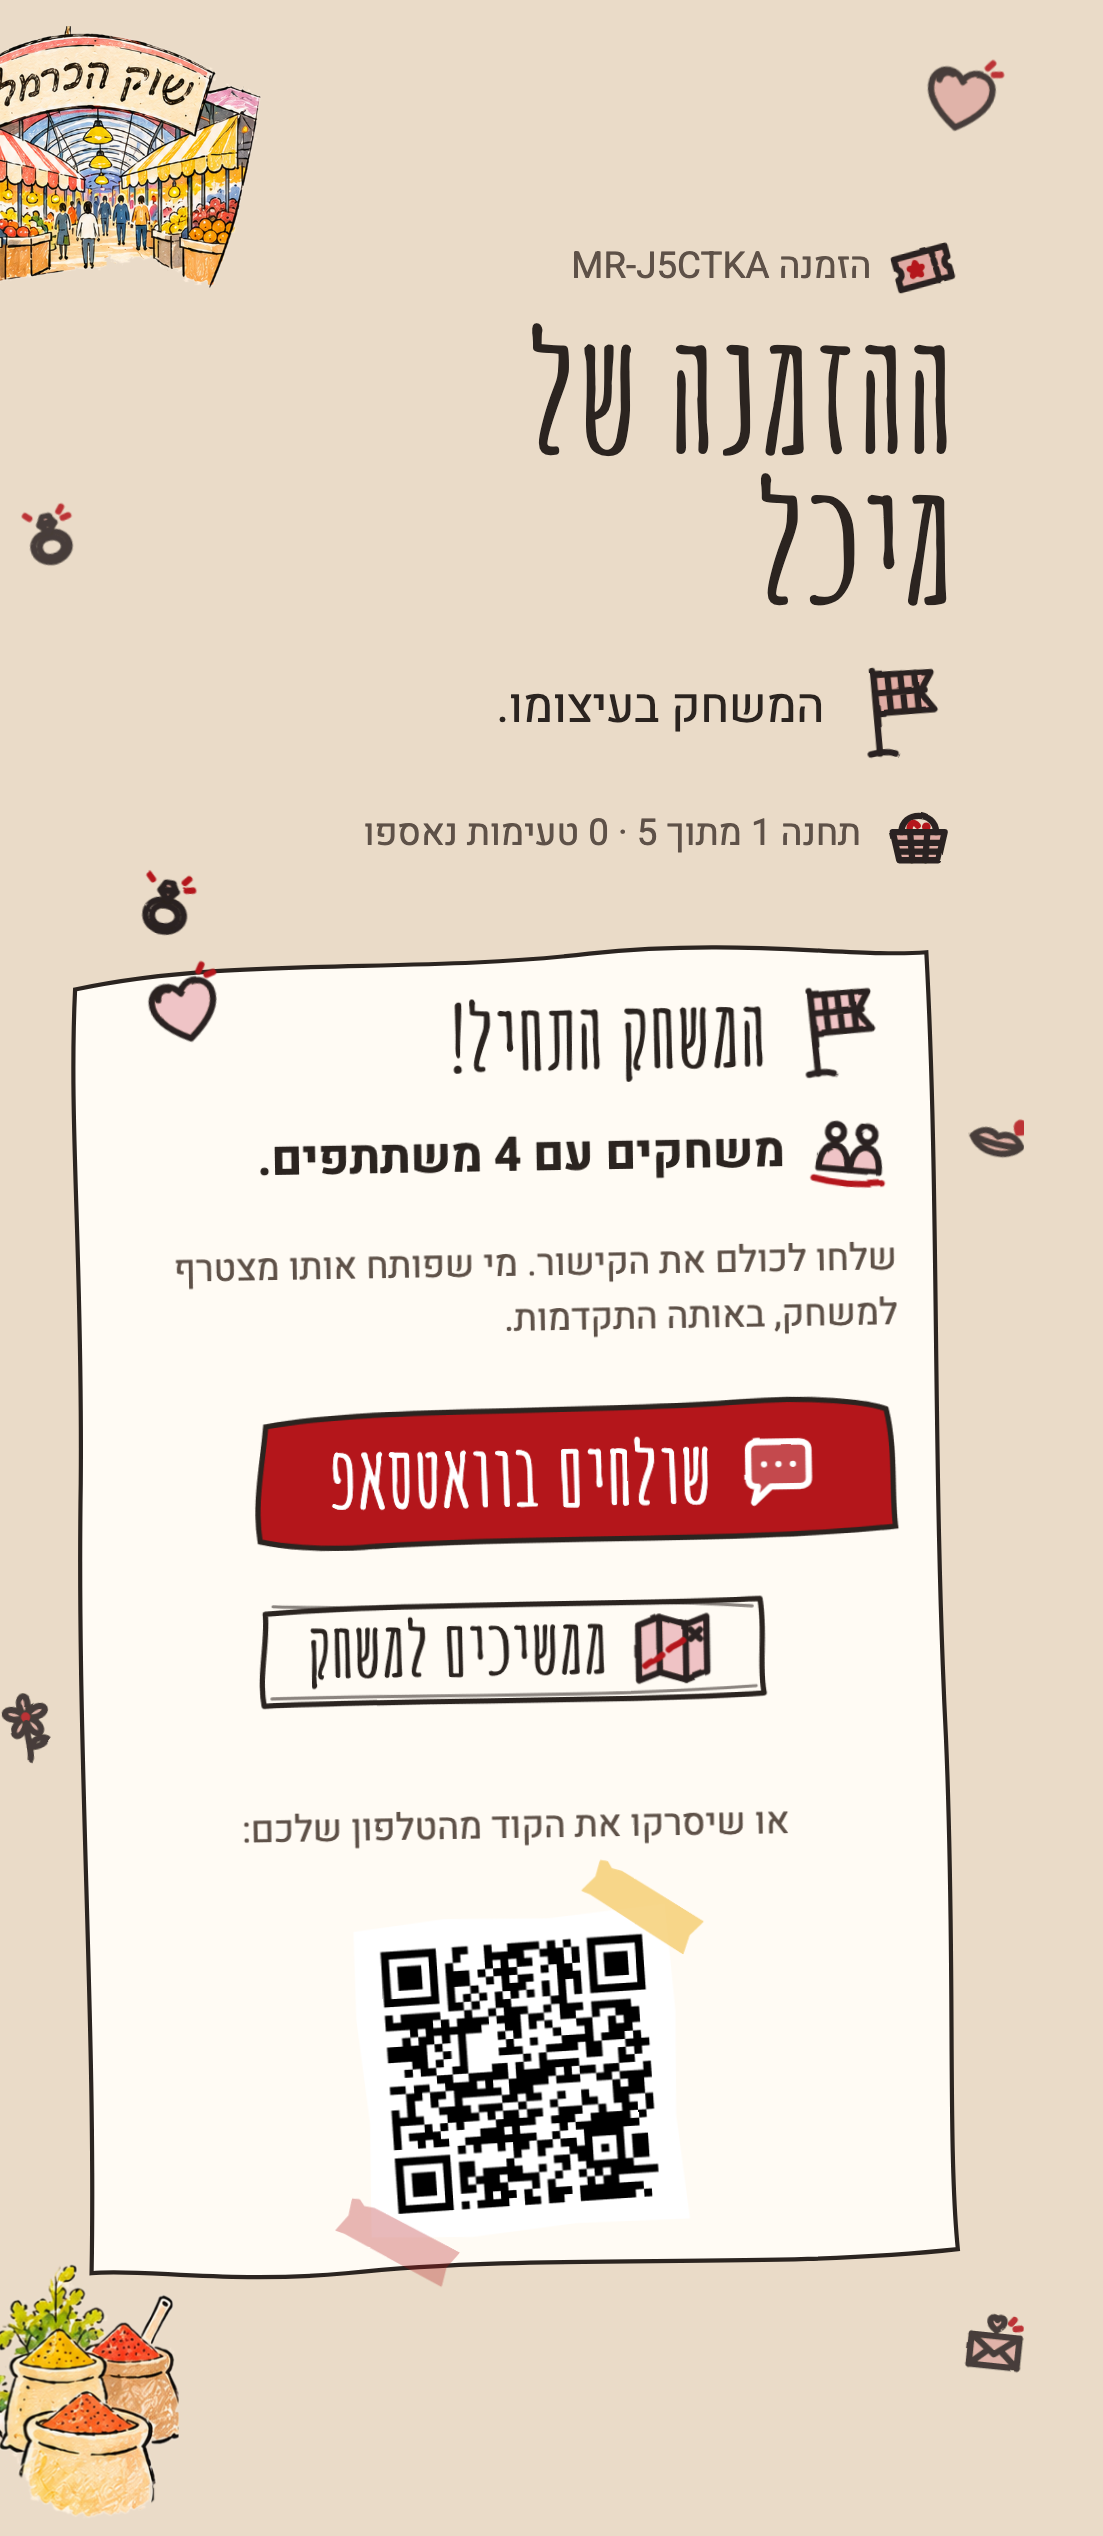 שוק הכרמל
הזמנה MR-J5CTKA
ההזמנה של
מיכל
המשחק בעיצומו.
תחנה 1 מתוך 5 · 0 טעימות נאספו
המשחק התחיל!
משחקים עם 4 משתתפים.
שלחו לכולם את הקישור. מי שפותח אותו מצטרף
למשחק, באותה התקדמות.
שולחים בוואטסאפ
ממשיכים למשחק
או שיסרקו את הקוד מהטלפון שלכם: